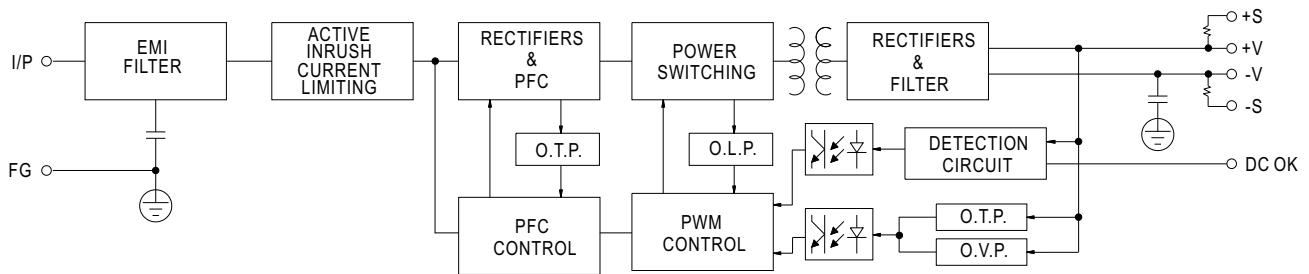 I/P
EMI
FILTER
ACTIVE
INRUSH
CURRENT
LIMITING
RECTIFIERS
&
PFC
POWER
SWITCHING
RECTIFIERS
&
FILTER
+S
+V
-V
-S
O.T.P.
O.L.P.
DETECTION
CIRCUIT
DC OK
FG
PFC
CONTROL
PWM
CONTROL
O.T.P.
O.V.P.